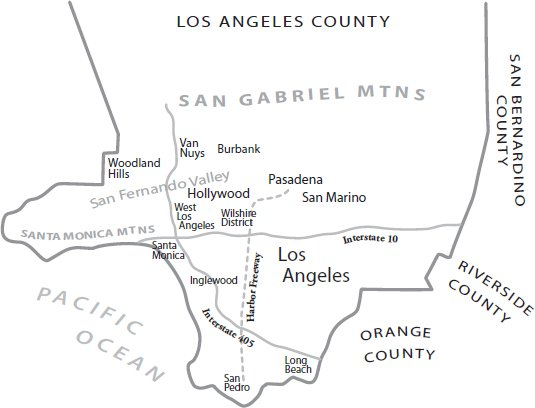 LOS ANGELES COUNTY
SAN GABRIEL MTNS
SAN BERNARDINO
COUNTY
Van
Nuys
Burbank
Woodland
Hills
San Fernando Valley
Pasadena
Hollywood
San Marino
West
Los
Angeles
Wilshire
District
SANTA MONICA MTNS
Santa
Monica
Interstate 10
Los
Angeles
Inglewood
Harbor Freeway
RIVERSIDE
COUNTY
PACIFIC
OCEAN
Interstate 405
ORANGE
COUNTY
Long
Beach
San
Pedro